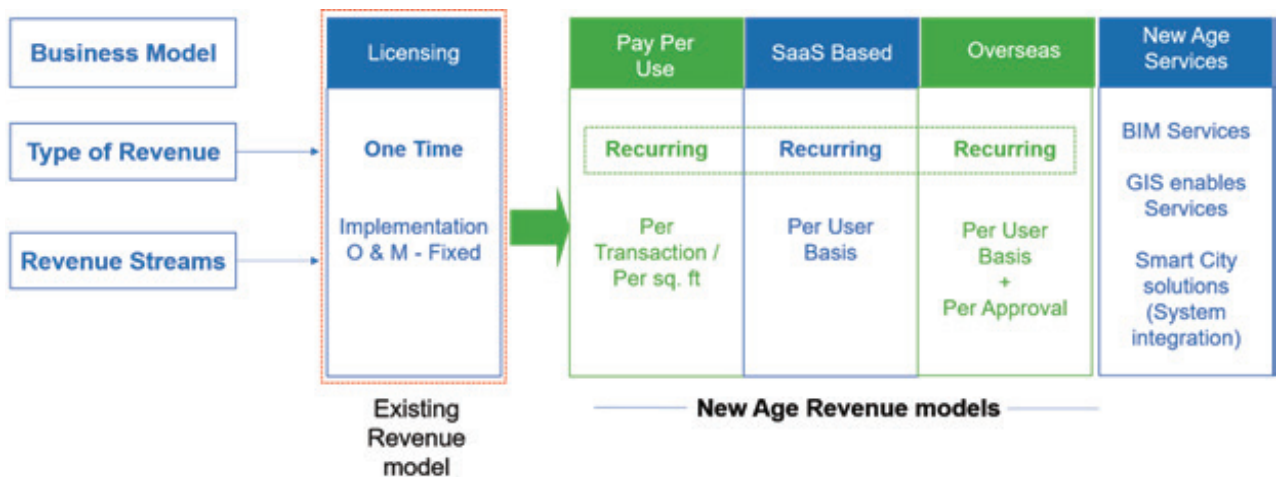 Business Model
Type of Revenue
Revenue Streams
Licensing
One Time
Implementation
O & M - Fixed
Existing
Revenue
model
Pay Per
Use
Recurring
Per
Transaction /
Per sq. ft
SaaS Based
Recurring
Per User
Basis
Overseas
Recurring
Per User
Basis
+
Per Approval
New Age Revenue models
New Age
Services
BIM Services
GIS enables
Services
Smart City
solutions
(System
integration)